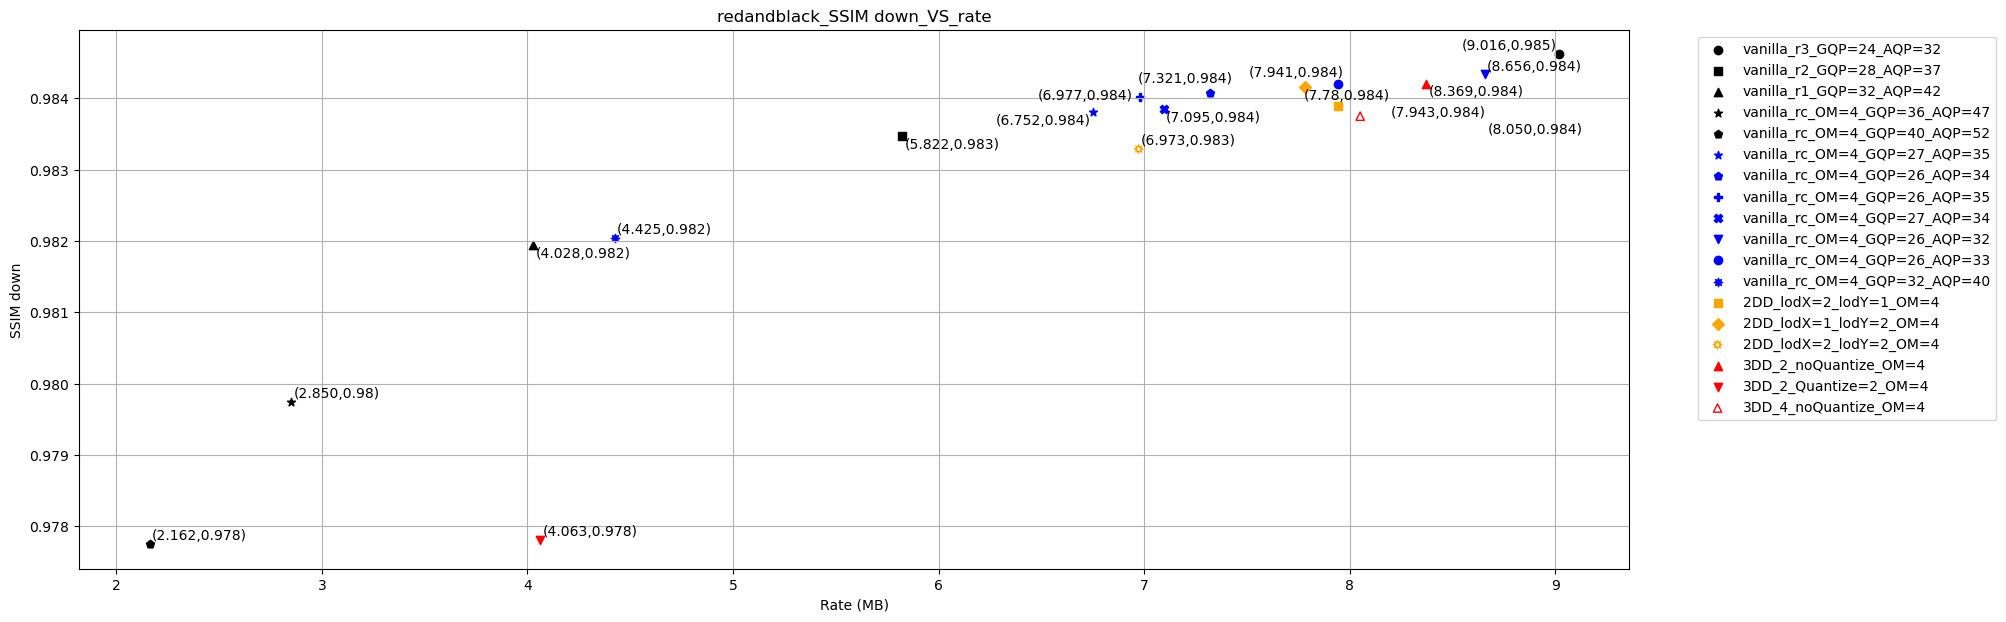 redandblack_SSIM down_VS_rate
SSIM down
0.984
0.983
0.982
0.981
0.980
0.979
0.978
(9.016,0.985)
(8.656,0.984)
(7.941,0.984)
(7.321,0.984)
(8.369,0.984)
(6.977,0.984)
(7.78,0.984)
(7.943,0.984)
(6.752,0.984)
(7.095,0.984)
(8.050,0.984)
(5.822,0.983)
(6.973,0.983)
(4.425,0.982)
(4.028,0.982)
(2.850,0.98)
(2.162,0.978)
(4.063,0.978)
2 3 4 5 6 7 8 9
Rate (MB)
vanilla_r3_GQP=24_AQP=32
vanilla_r2_GQP=28_AQP=37
vanilla_r1_GQP=32_AQP=42
vanilla_rc_OM=4_GQP=36_AQP=47
vanilla_rc_OM=4_GQP=40_AQP=52
vanilla_rc_OM=4_GQP=27_AQP=35
vanilla_rc_OM=4_GQP=26_AQP=34
vanilla_rc_OM=4_GQP=26_AQP=35
vanilla_rc_OM=4_GQP=27_AQP=34
vanilla_rc_OM=4_GQP=26_AQP=32
vanilla_rc_OM=4_GQP=26_AQP=33
vanilla_rc_OM=4_GQP=32_AQP=40
2DD_lodX=2_lodY=1_OM=4
2DD_lodX=1_lodY=2_OM=4
2DD_lodX=2_lodY=2_OM=4
3DD_2_noQuantize_OM=4
3DD_2_Quantize=2_OM=4
3DD_4_noQuantize_OM=4